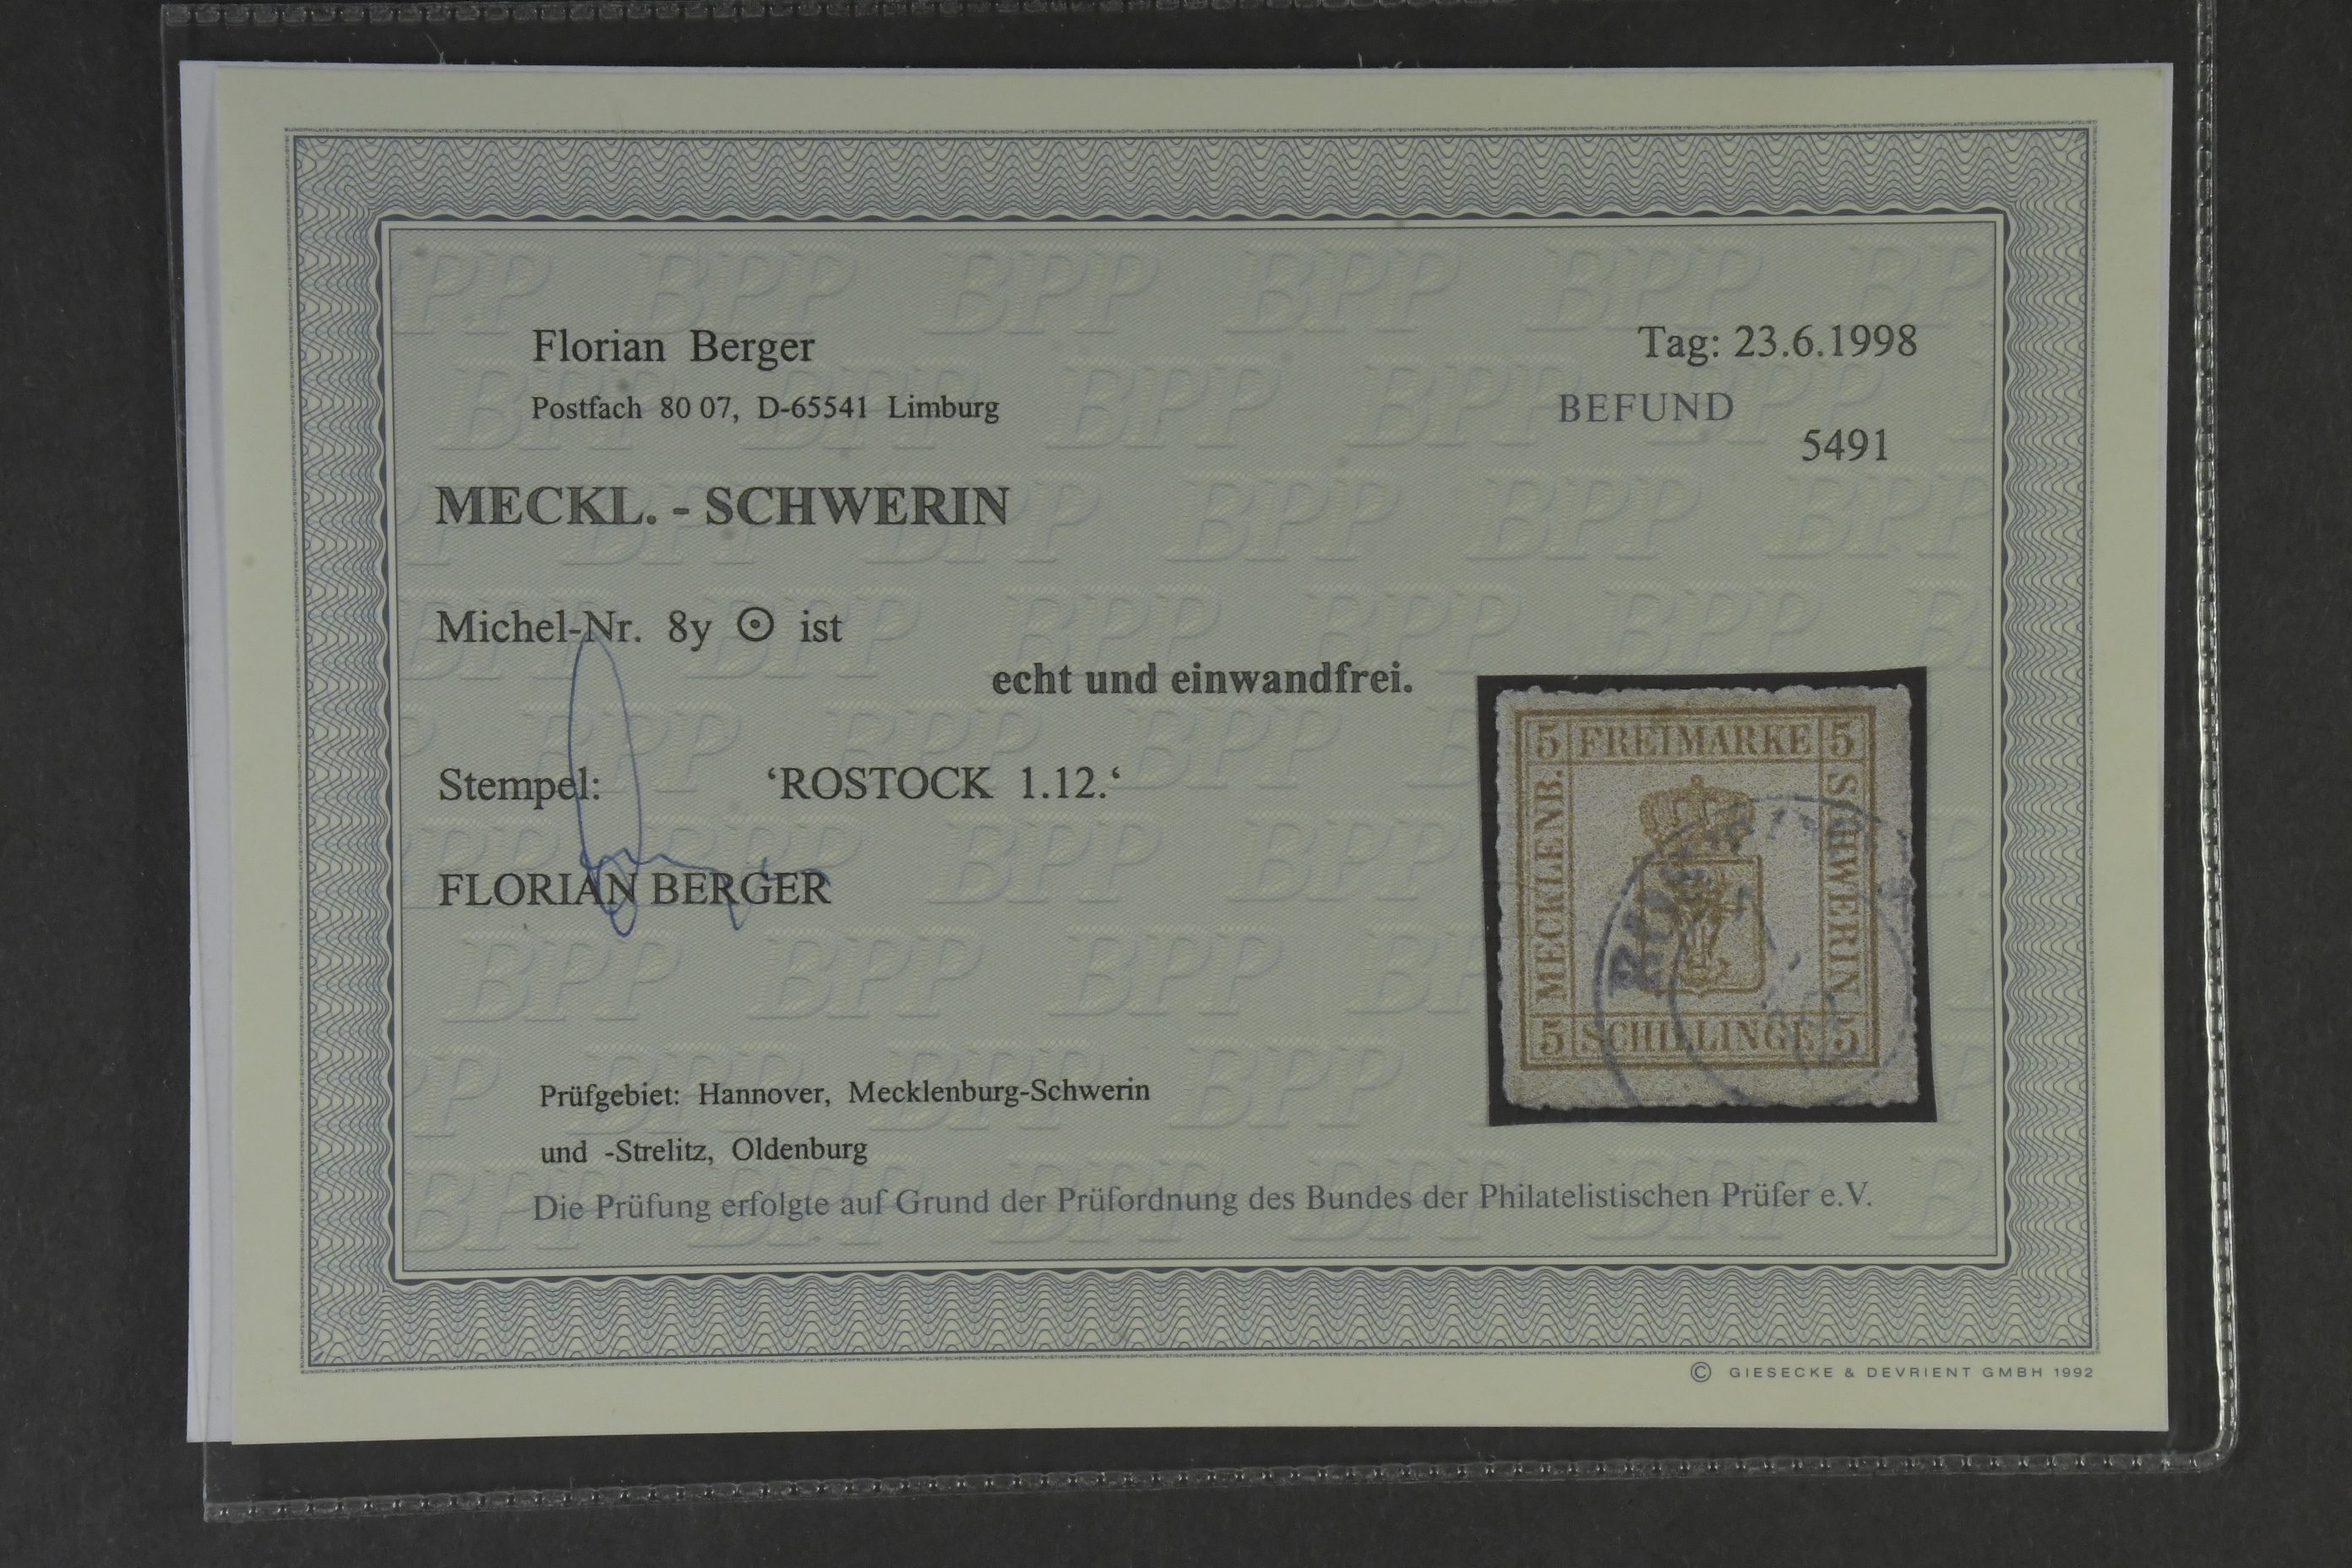 Florian Berger
Postfach 80 07, D-65541 Limburg
Tag: 23.6.1998
BEFUND
5491
MECKL. - SCHWERIN
Michel-Nr. 8y ⊙ ist
echt und einwandfrei.
Stempel: ‘ROSTOCK 1.12.‘
FLORIAN BERGER
5 FREIMARKE 5
MECKLENB.
SCHWERIN
5 SCHILLINGE 5
Prüfgebiet: Hannover, Mecklenburg-Schwerin
und -Strelitz, Oldenburg
Die Prüfung erfolgte auf Grund der Prüfordnung des Bundes der Philatelistischen Prüfer e.V.
© GIESECKE & DEVRIENT GMBH 1992
BPP